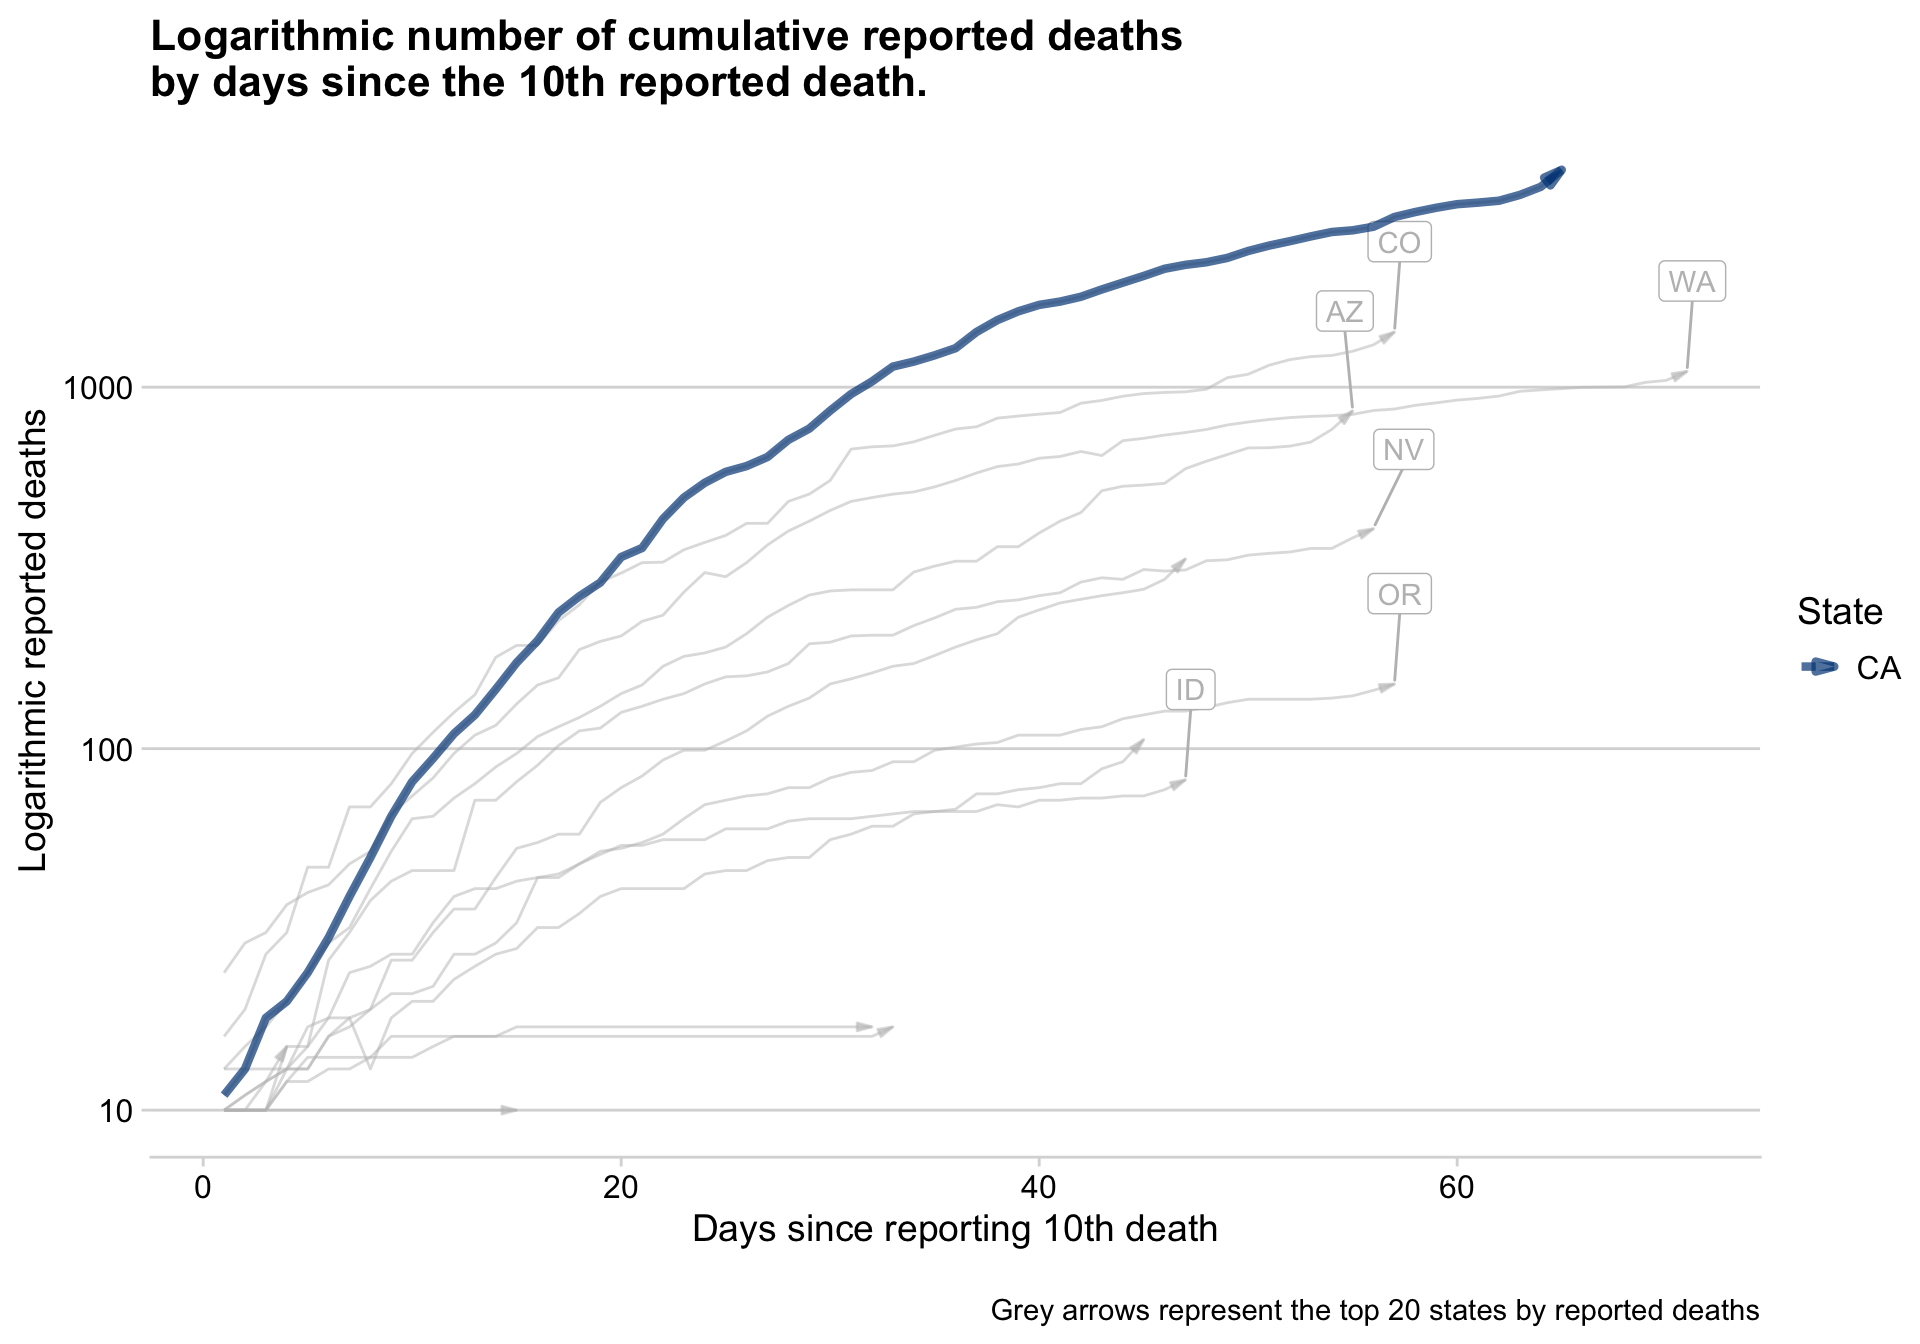 Logarithmic number of cumulative reported deaths
by days since the 10th reported death.
Logarithmic reported deaths
1000
100
10
CO
WA
AZ
NV
OR
ID
State
CA
0
20
40
60
Days since reporting 10th death
Grey arrows represent the top 20 states by reported deaths